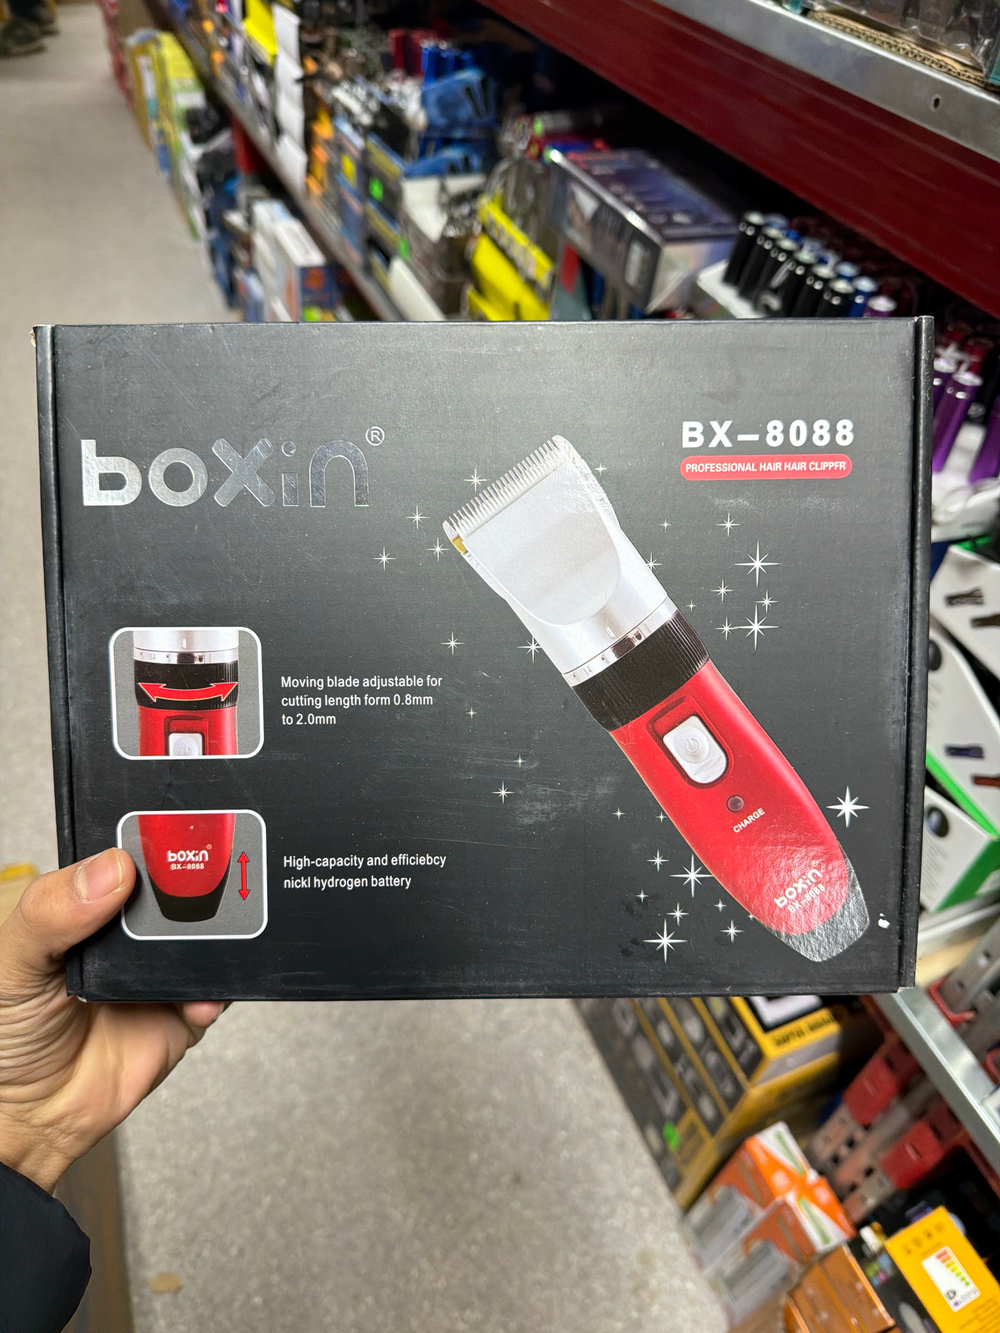 boxin®
BX–8088
PROFESSIONAL HAIR HAIR CLIPPFR
Moving blade adjustable for
cutting length form 0.8mm
to 2.0mm
CHARGE
boxin®
BX–8088
High-capacity and efficiebcy
nickl hydrogen battery
boxin
BX–8088